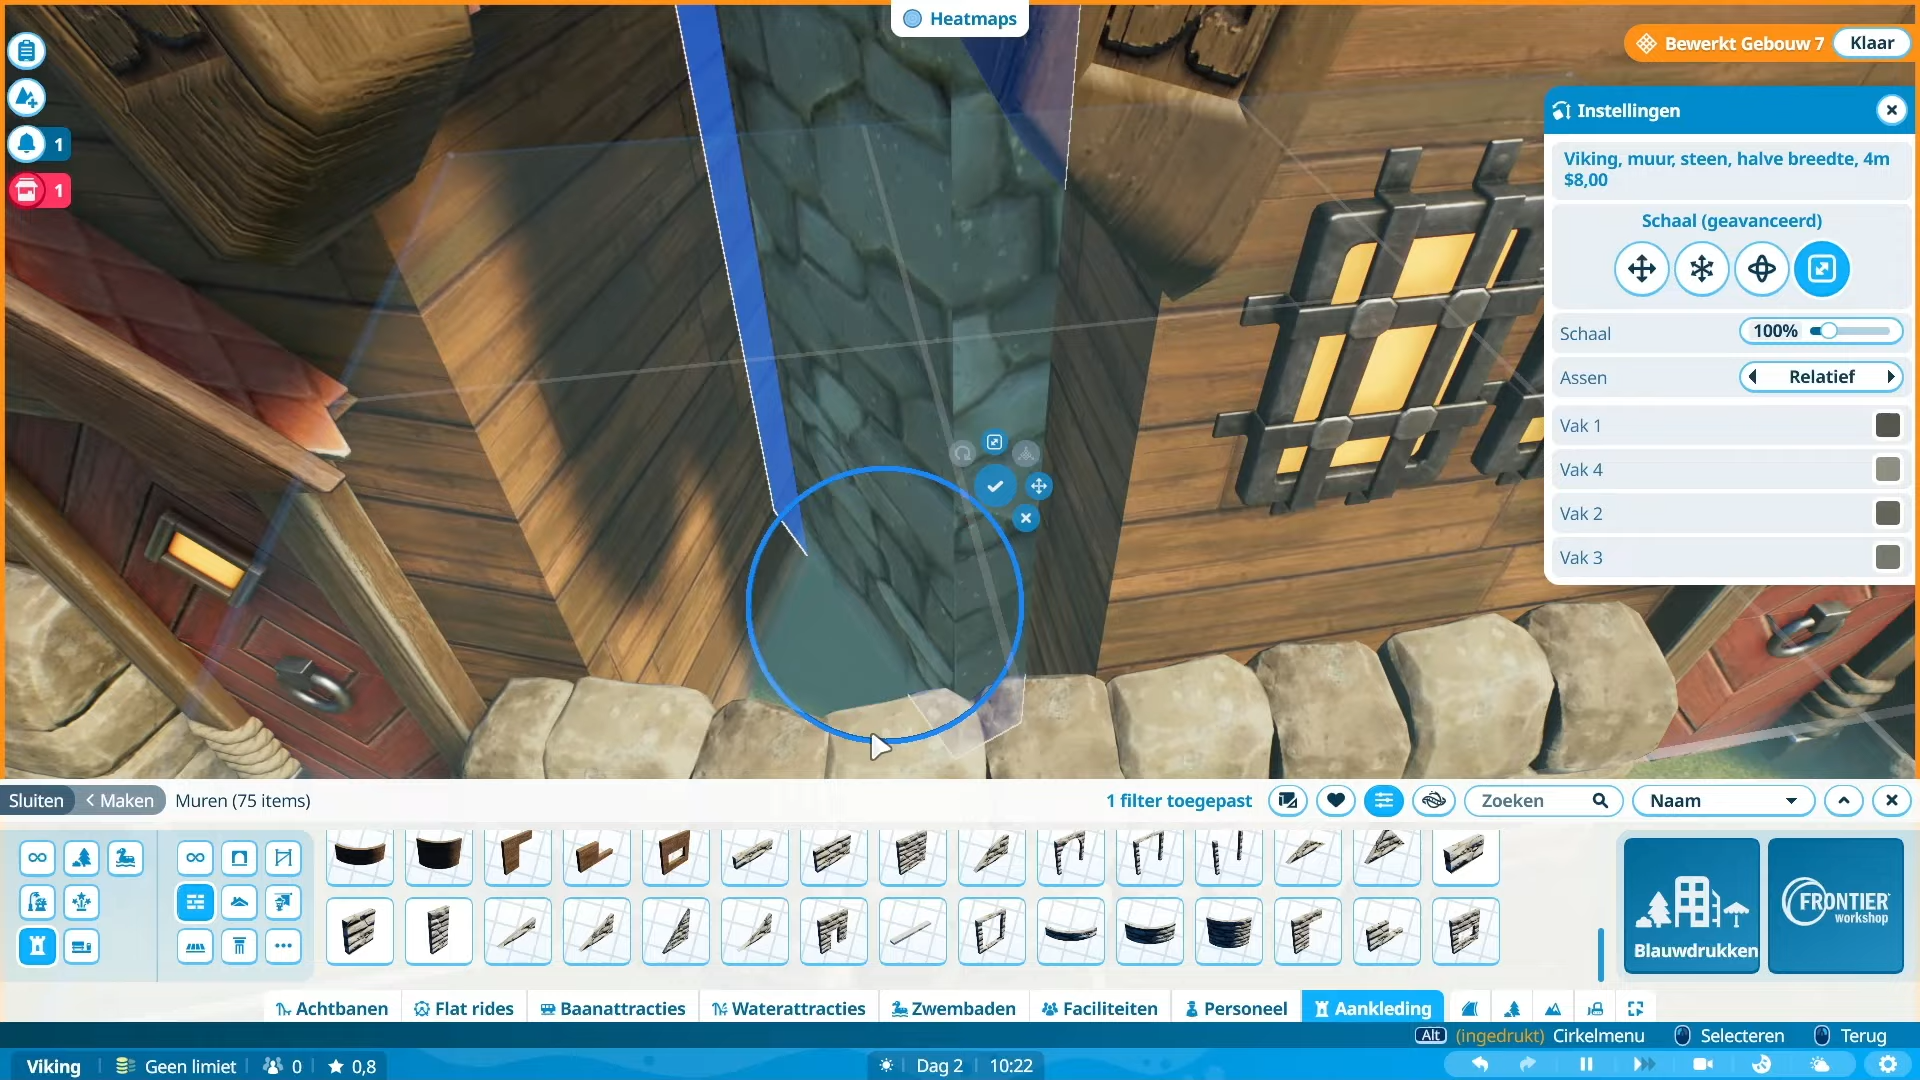 Heatmaps
Bewerkt Gebouw 7
Klaar
1
1
Instellingen
Viking, muur, steen, halve breedte, 4m
$8,00
Schaal (geavanceerd)
Schaal
100%
Assen
Relatief
Vak 1
Vak 4
Vak 2
Vak 3
Sluiten
Maken
Muren (75 items)
1 filter toegepast
Zoeken
Naam
Blauwdrukken
FRONTIER
workshop
Achtbanen
Flat rides
Baanattracties
Waterattracties
Zwembaden
Faciliteiten
Personeel
Aankleding
Alt (ingedrukt) Cirkelmenu
Selecteren
Terug
Viking
Geen limiet
0
0,8
Dag 2
10:22